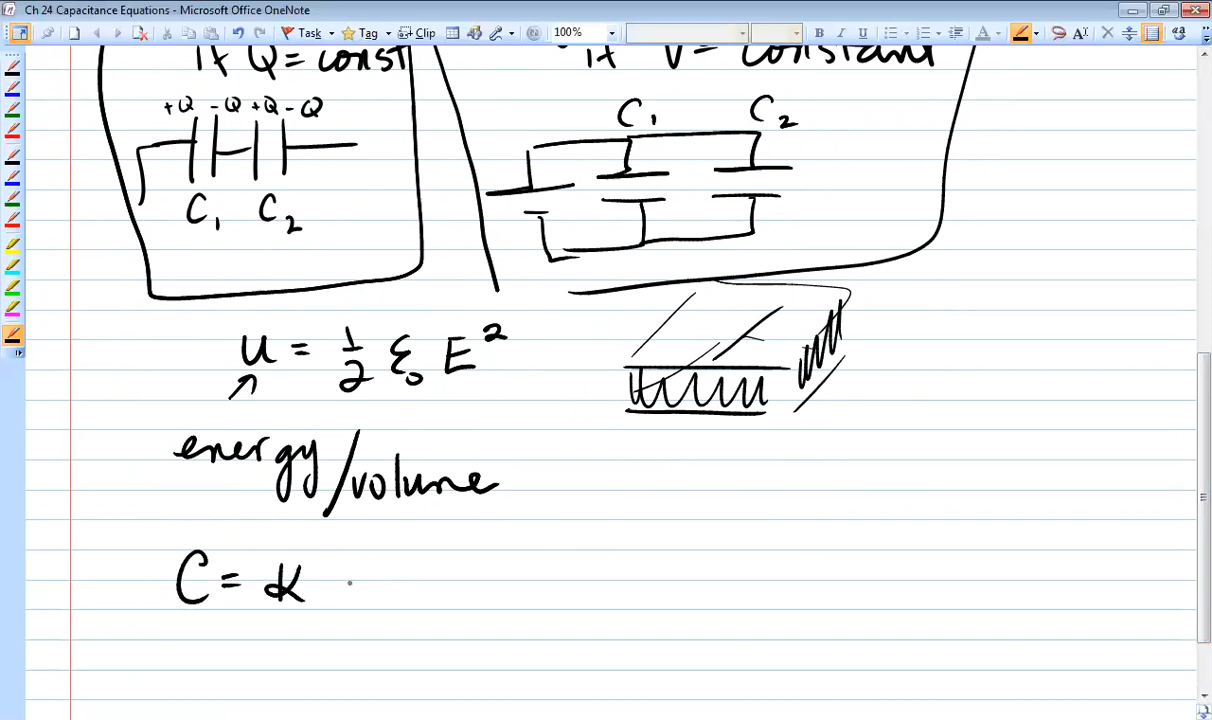 Ch 24 Capacitance Equations - Microsoft Office OneNote
Task Tag Clip 100% B I U A A
if Q = const
if V = constant
+Q -Q +Q -Q
C1 C2
C1 C2
u = 1/2 ε0 E²
energy/volume
C = K